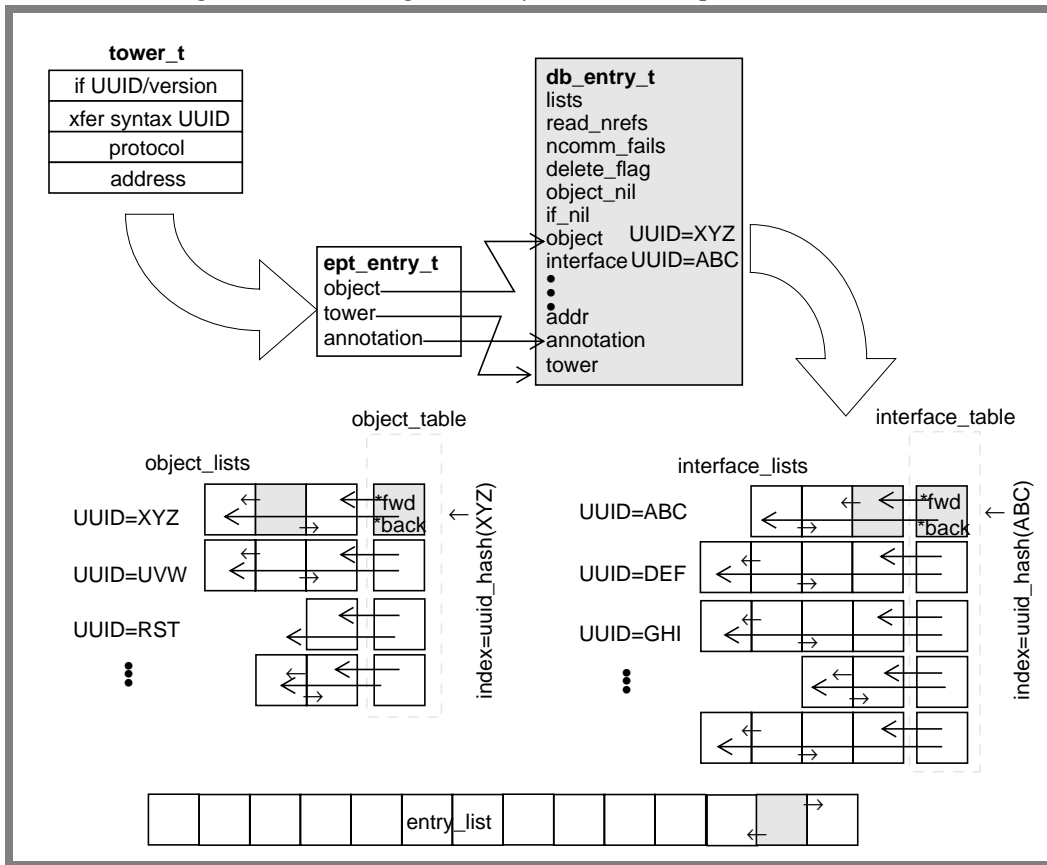 tower_t
if UUID/version
xfer syntax UUID
protocol
address
db_entry_t
lists
read_nrefs
ncomm_fails
delete_flag
object_nil
if_nil
object UUID=XYZ
interface UUID=ABC
addr
annotation
tower
ept_entry_t
object
tower
annotation
object_table
object_lists
UUID=XYZ
UUID=UVW
UUID=RST
*fwd
*back
index=uuid_hash(XYZ)
interface_table
interface_lists
UUID=ABC
UUID=DEF
UUID=GHI
*fwd
*back
index=uuid_hash(ABC)
entry_list